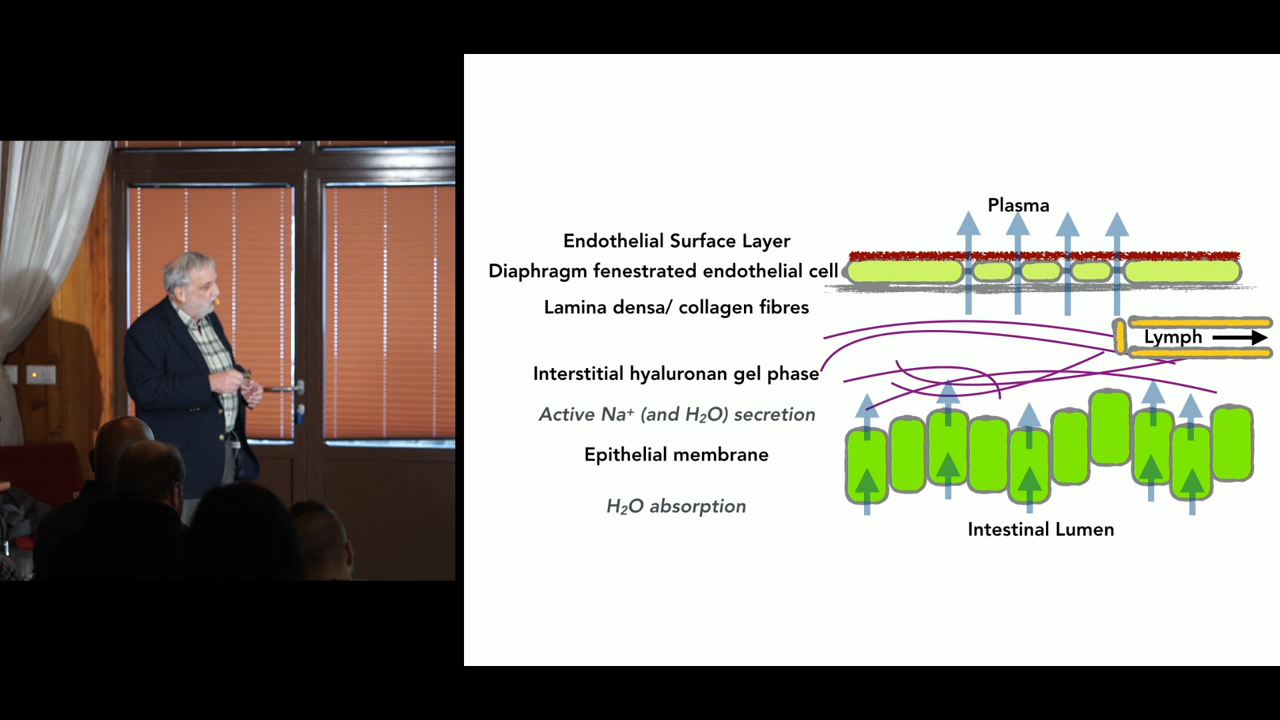 Plasma
Endothelial Surface Layer
Diaphragm fenestrated endothelial cell
Lamina densa/ collagen fibres
Lymph
Interstitial hyaluronan gel phase
Active Na⁺ (and H₂O) secretion
Epithelial membrane
H₂O absorption
Intestinal Lumen